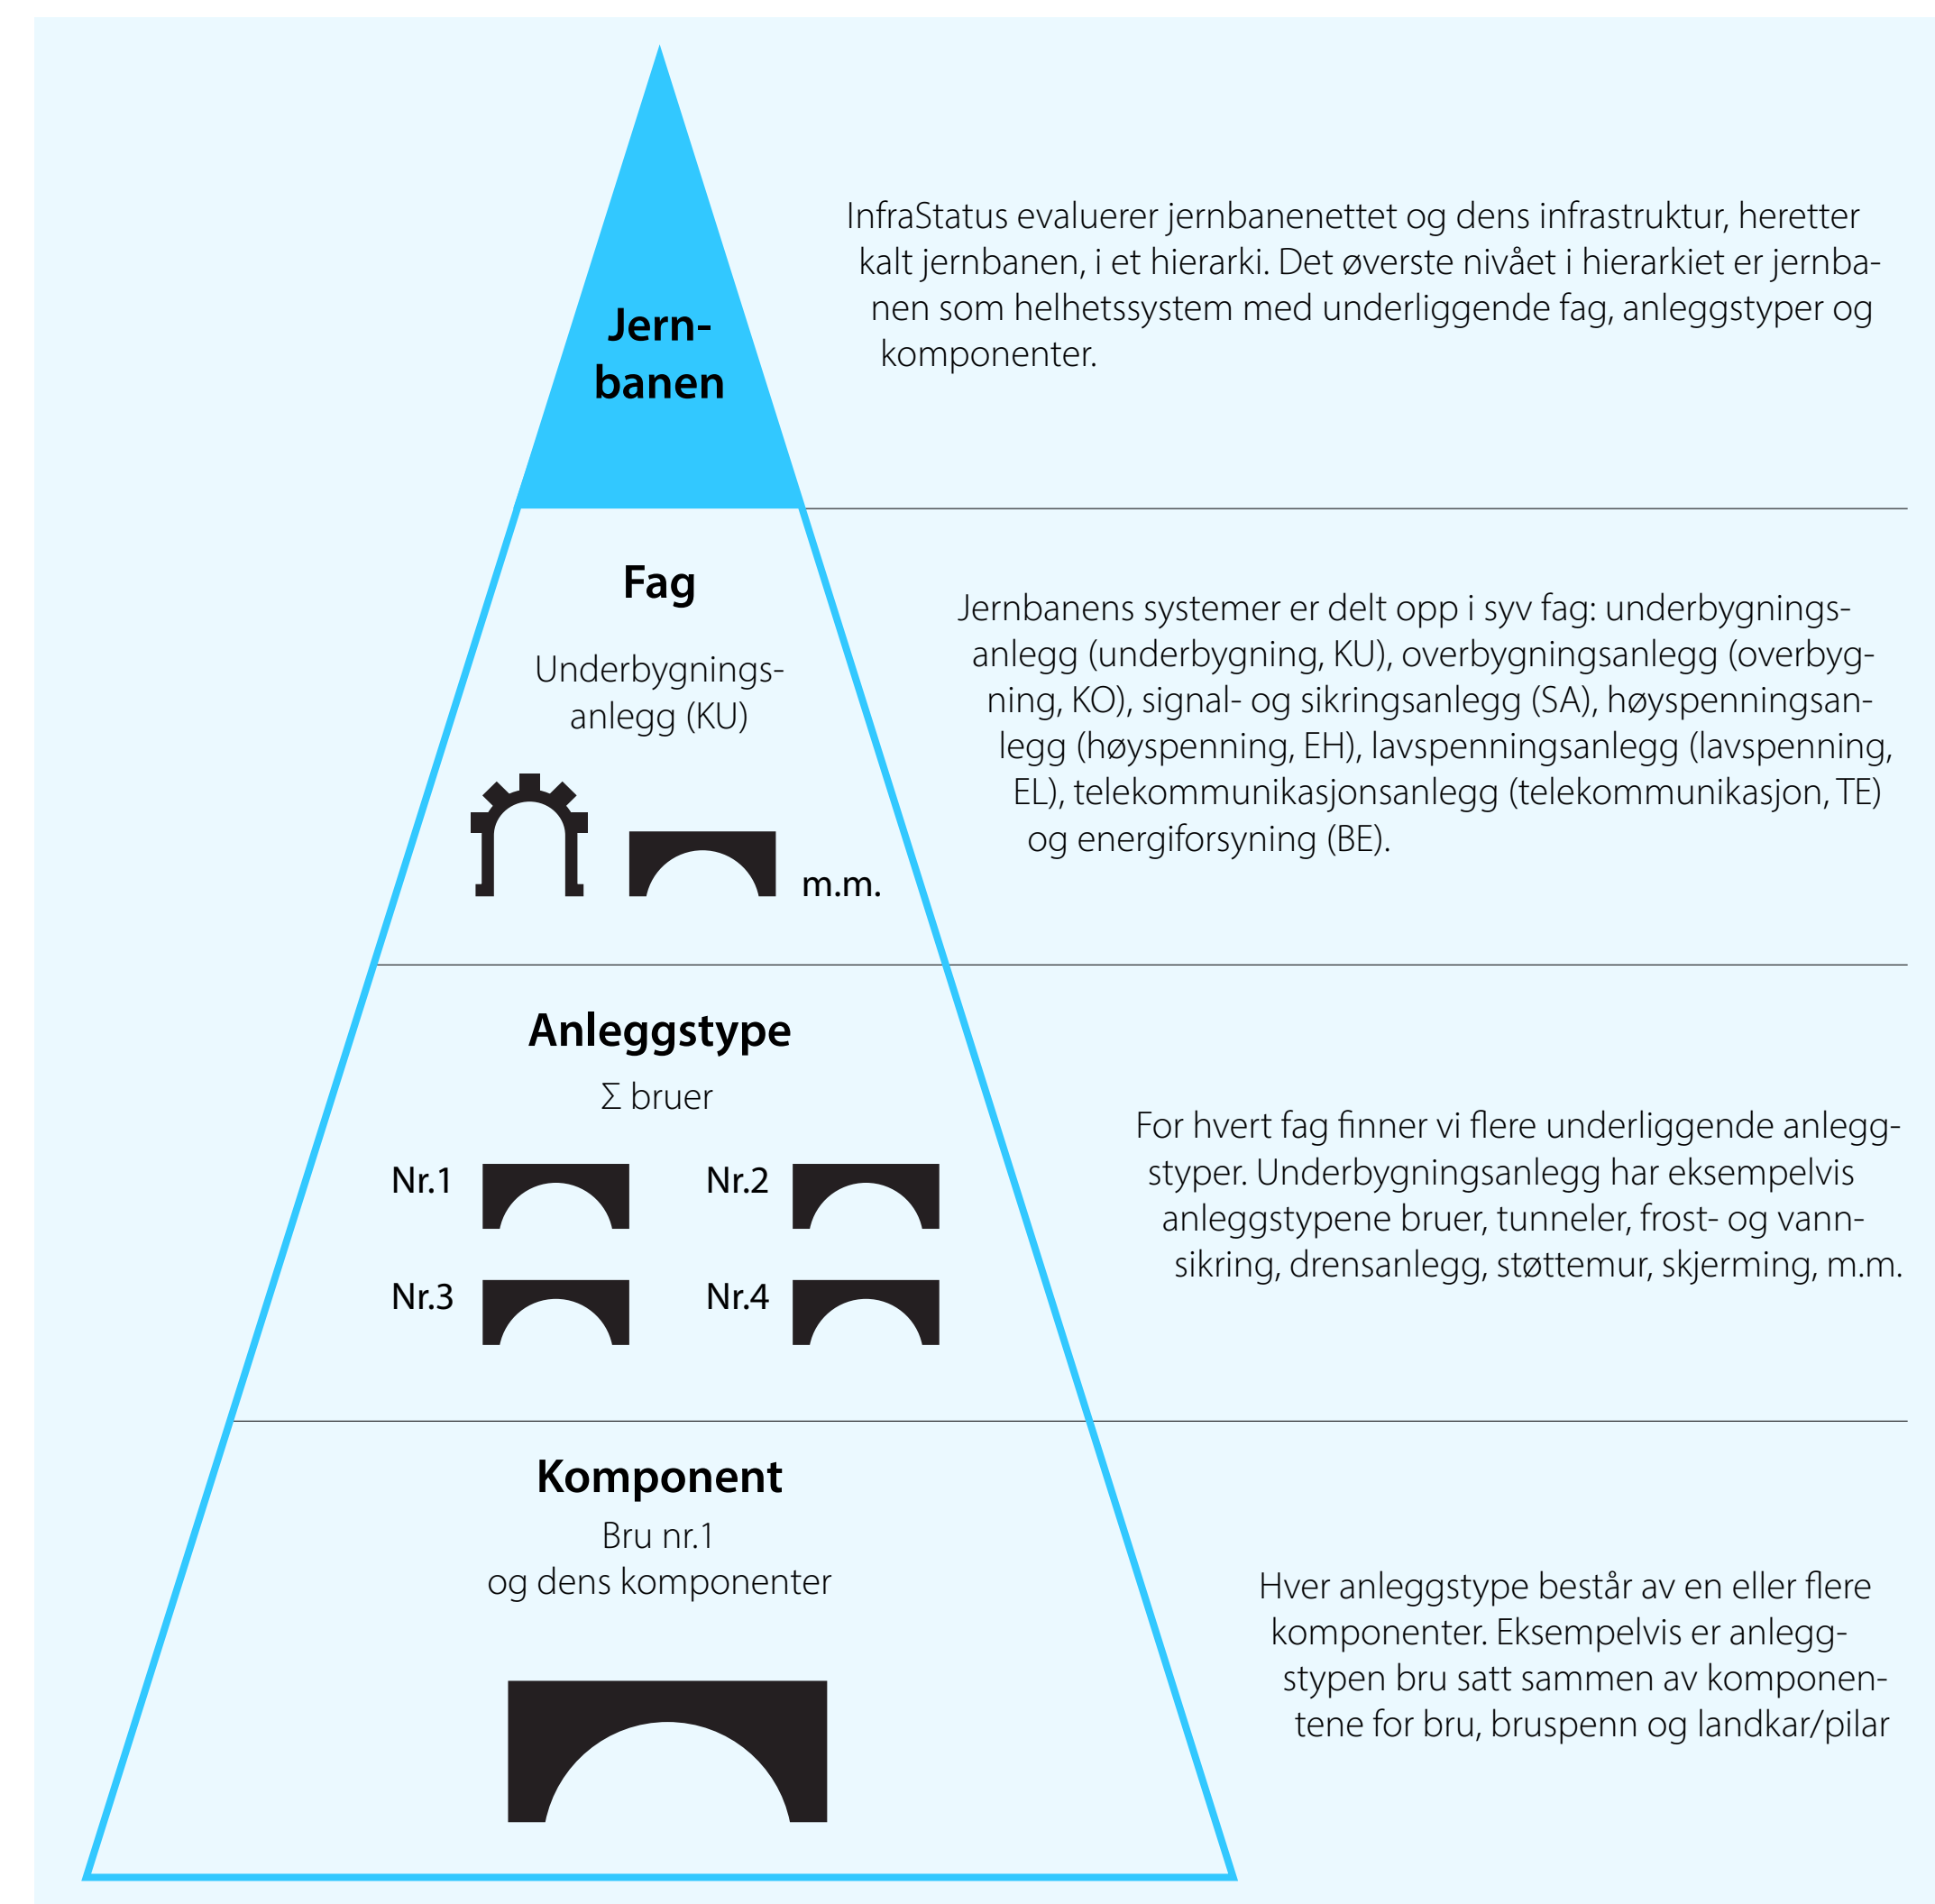 Jern-
banen
InfraStatus evaluerer jernbanenettet og dens infrastruktur, heretter
kalt jernbanen, i et hierarki. Det øverste nivået i hierarkiet er jernba-
nen som helhetssystem med underliggende fag, anleggstyper og
komponenter.
Fag
Underbygnings-
anlegg (KU)
m.m.
Jernbanens systemer er delt opp i syv fag: underbygnings-
anlegg (underbygning, KU), overbygningsanlegg (overbyg-
ning, KO), signal- og sikringsanlegg (SA), høyspenningsan-
legg (høyspenning, EH), lavspenningsanlegg (lavspenning,
EL), telekommunikasjonsanlegg (telekommunikasjon, TE)
og energiforsyning (BE).
Anleggstype
Σ bruer
Nr.1
Nr.2
Nr.3
Nr.4
For hvert fag finner vi flere underliggende anlegg-
styper. Underbygningsanlegg har eksempelvis
anleggstypene bruer, tunneler, frost- og vann-
sikring, drensanlegg, støttemur, skjerming, m.m.
Komponent
Bru nr.1
og dens komponenter
Hver anleggstype består av en eller flere
komponenter. Eksempelvis er anlegg-
stypen bru satt sammen av komponen-
tene for bru, bruspenn og landkar/pilar